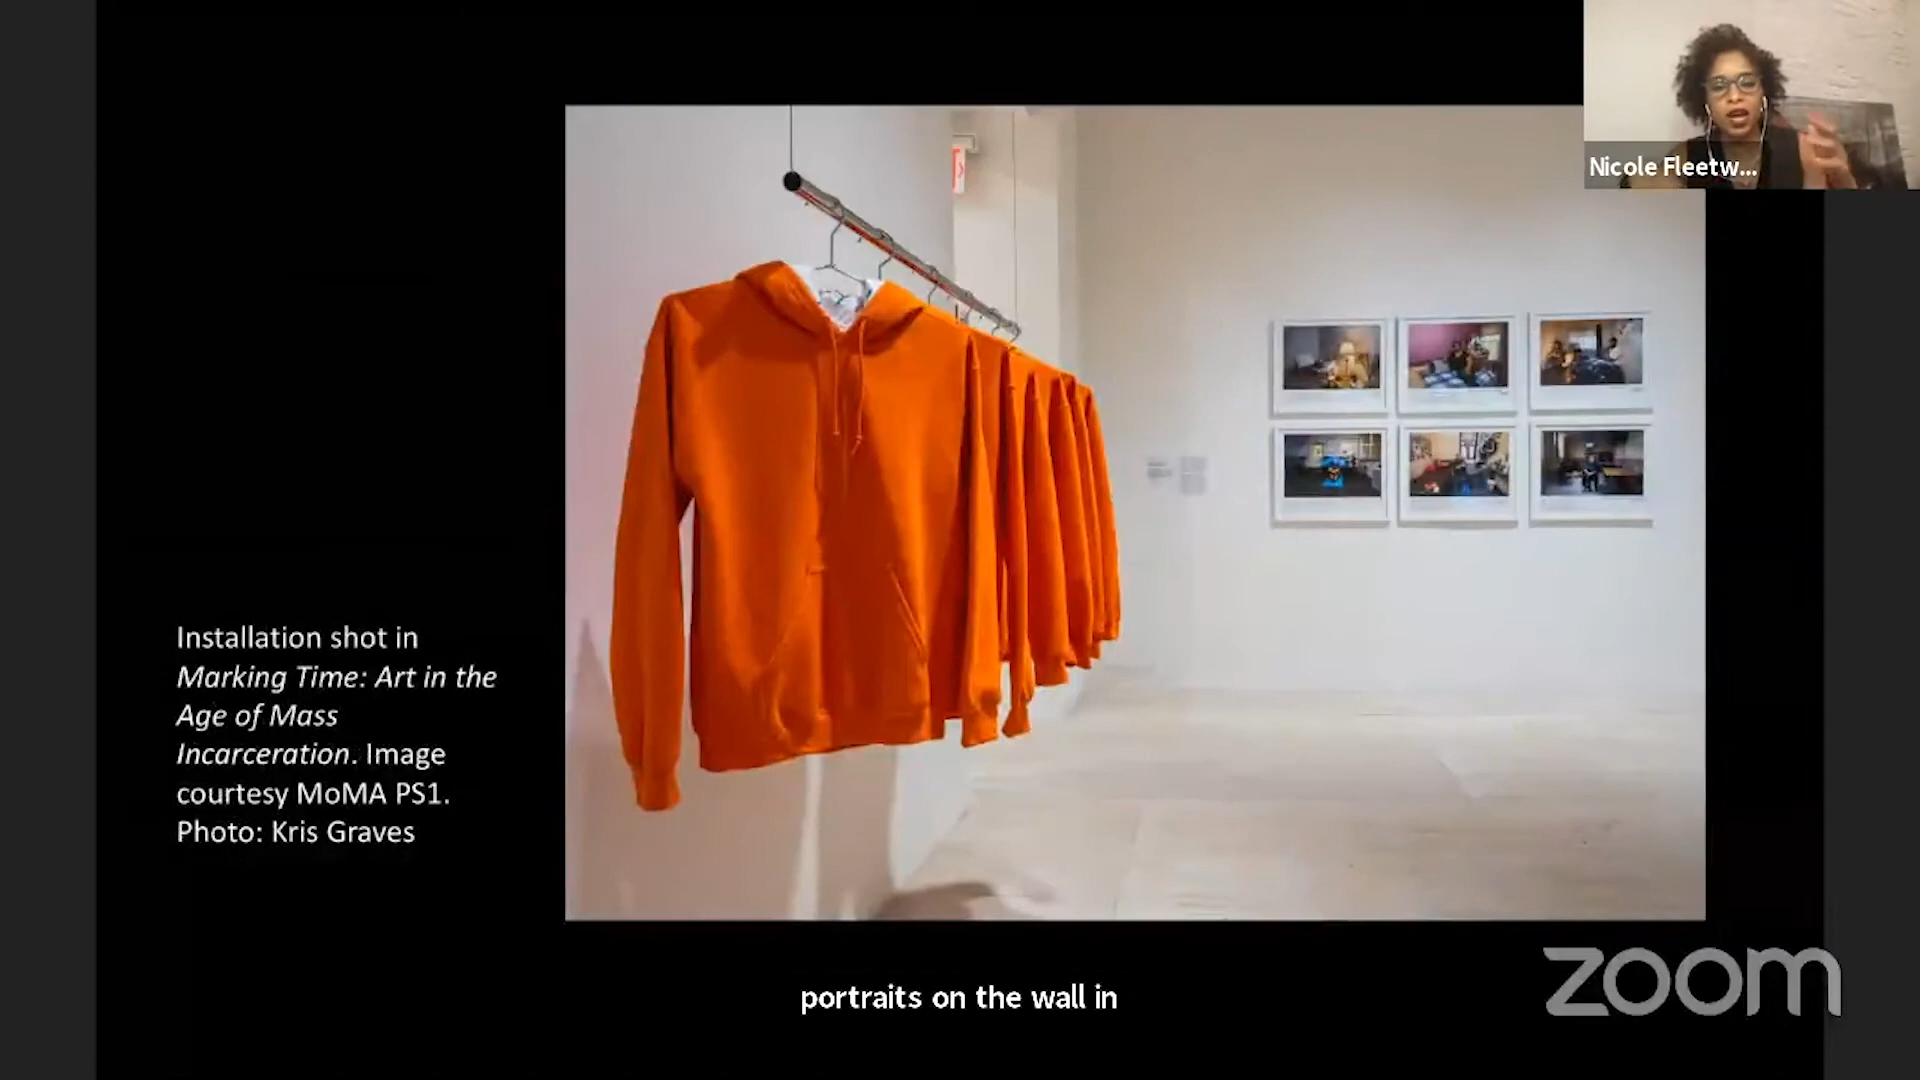 Nicole Fleetw...
Installation shot in
Marking Time: Art in the
Age of Mass
Incarceration. Image
courtesy MoMA PS1.
Photo: Kris Graves
portraits on the wall in
zoom